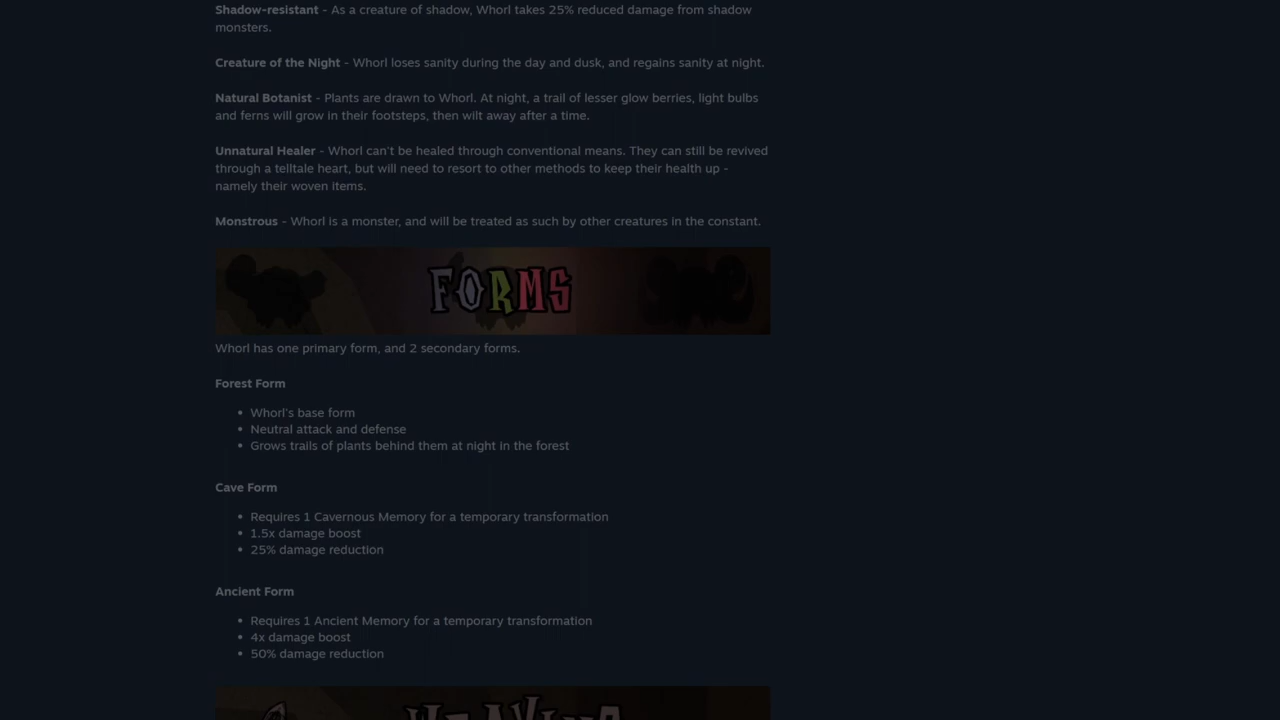 Shadow-resistant - As a creature of shadow, Whorl takes 25% reduced damage from shadow
monsters.
Creature of the Night - Whorl loses sanity during the day and dusk, and regains sanity at night.
Natural Botanist - Plants are drawn to Whorl. At night, a trail of lesser glow berries, light bulbs
and ferns will grow in their footsteps, then wilt away after a time.
Unnatural Healer - Whorl can't be healed through conventional means. They can still be revived
through a telltale heart, but will need to resort to other methods to keep their health up -
namely their woven items.
Monstrous - Whorl is a monster, and will be treated as such by other creatures in the constant.
FORMS
Whorl has one primary form, and 2 secondary forms.
Forest Form
• Whorl's base form
• Neutral attack and defense
• Grows trails of plants behind them at night in the forest
Cave Form
• Requires 1 Cavernous Memory for a temporary transformation
• 1.5x damage boost
• 25% damage reduction
Ancient Form
• Requires 1 Ancient Memory for a temporary transformation
• 4x damage boost
• 50% damage reduction